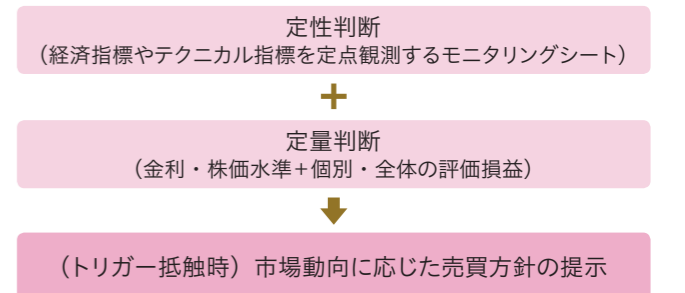 定性判断
（経済指標やテクニカル指標を定点観測するモニタリングシート）
＋
定量判断
（金利・株価水準＋個別・全体の評価損益）
（トリガー抵触時）市場動向に応じた売買方針の提示